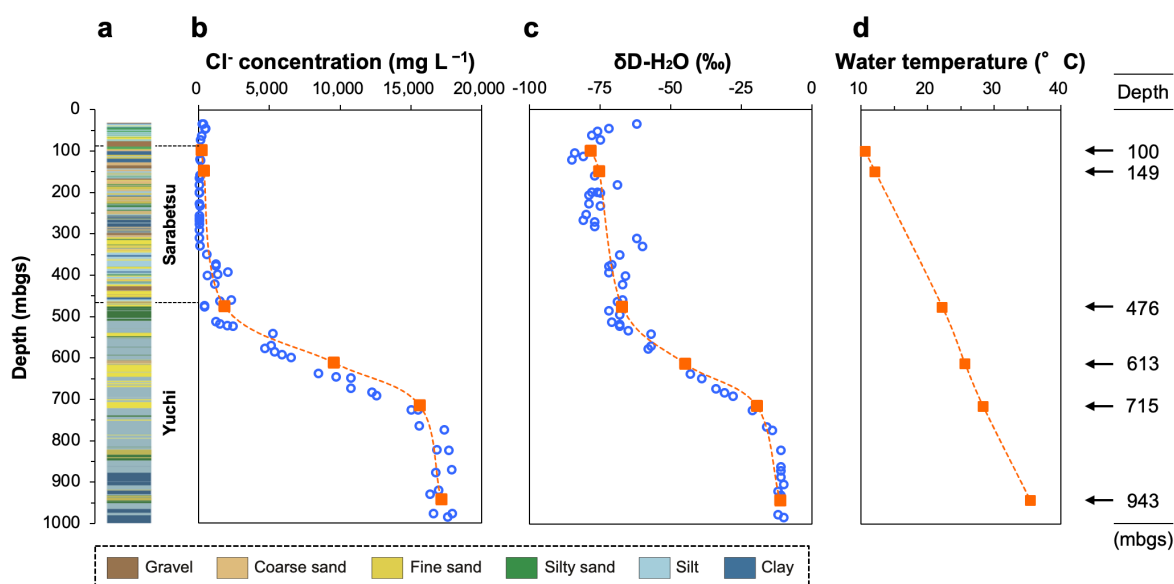 a b c d
Cl- concentration (mg L −1) δD-H2O (‰) Water temperature (° C)
0 5,000 10,000 15,000 20,000 -100 -75 -50 -25 0 10 20 30 40 Depth
0
100 100
149
200
300
400
476
500
600 613
700 715
800
900
943
1000
(mbgs)
Depth (mbgs)
Sarabetsu
Yuchi
Gravel Coarse sand Fine sand Silty sand Silt Clay